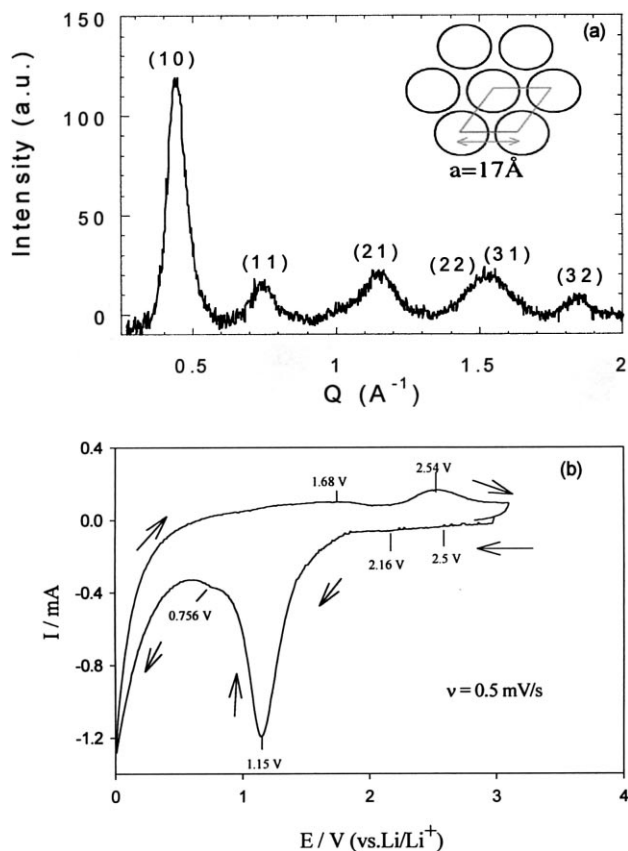 (a)
150
100
50
0
Intensity (a.u.)
(10)
(11)
(21)
(22) (31)
(32)
a=17Å
0.5
1
1.5
2
Q (A⁻¹)
(b)
0.4
0.0
-0.4
-0.8
-1.2
I / mA
1.68 V
2.54 V
2.16 V
2.5 V
0.756 V
ν = 0.5 mV/s
1.15 V
0
1
2
3
4
E / V (vs.Li/Li⁺)